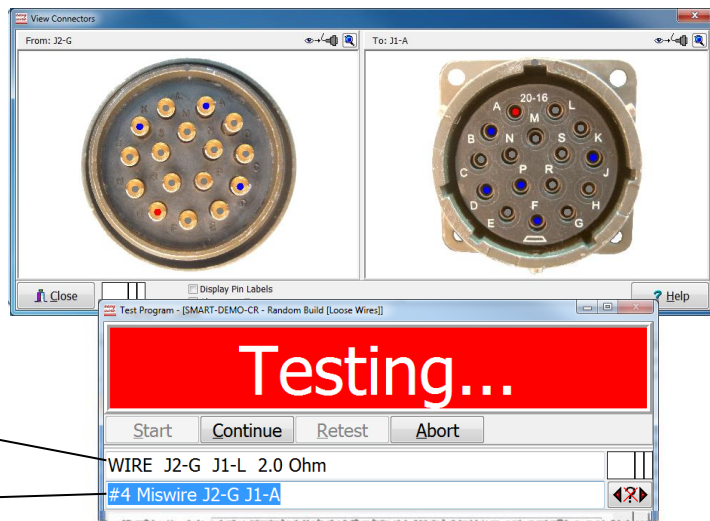 View Connectors
From: J2-G
To: J1-A
20-16
A
L
M
B
N
S
K
C
P
R
J
D
F
H
E
G
Close
Display Pin Labels
? Help
Test Program - [SMART-DEMO-CR - Random Build [Loose Wires]]
Testing...
Start Continue Retest Abort
WIRE J2-G J1-L 2.0 Ohm
#4 Miswire J2-G J1-A